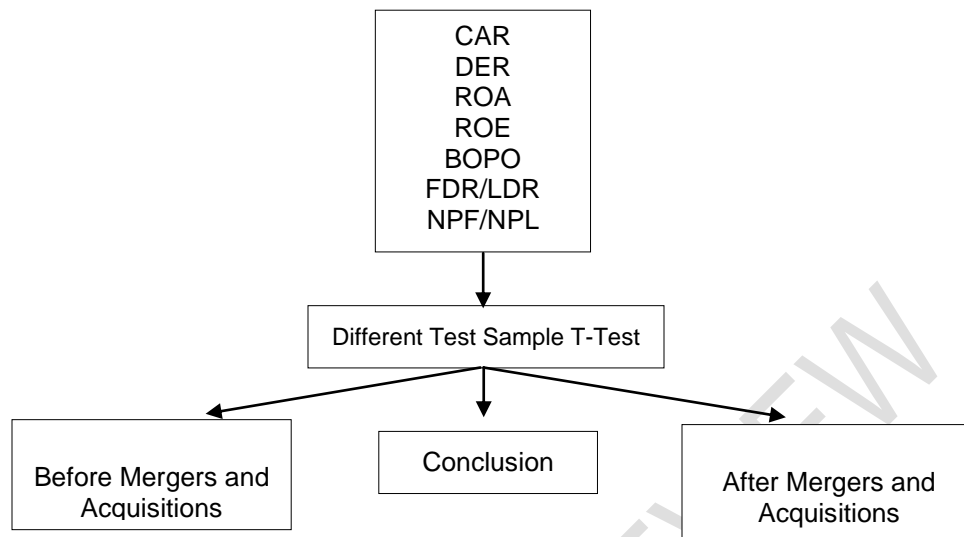 CAR
DER
ROA
ROE
BOPO
FDR/LDR
NPF/NPL
Different Test Sample T-Test
Before Mergers and
Acquisitions
Conclusion
After Mergers and
Acquisitions